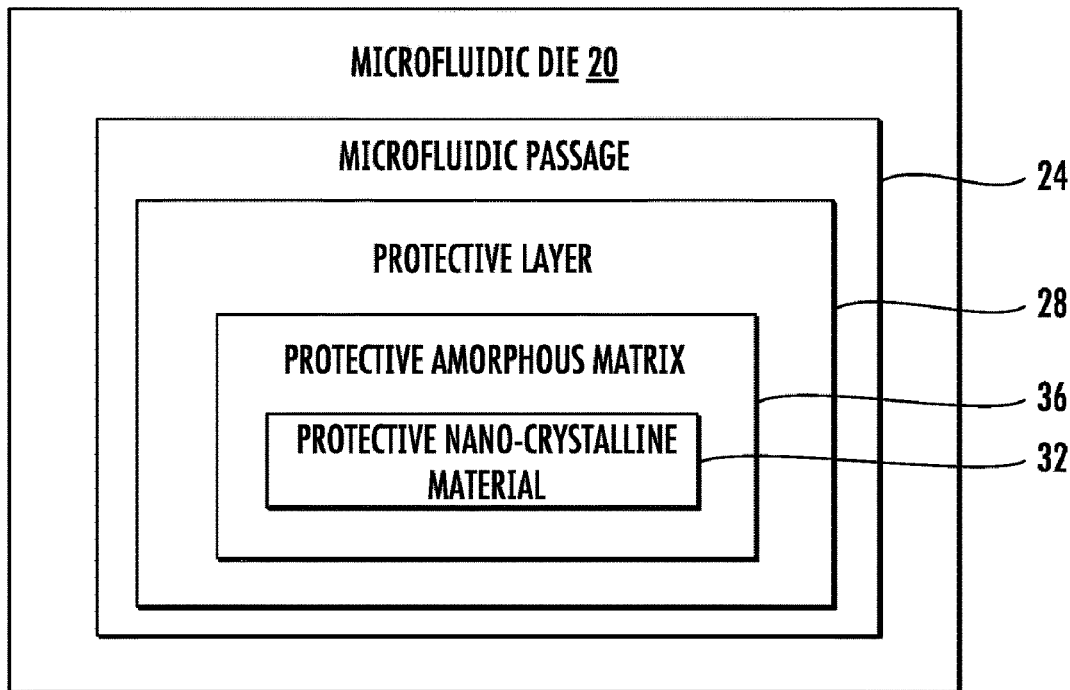 MICROFLUIDIC DIE 20
MICROFLUIDIC PASSAGE
24
PROTECTIVE LAYER
28
PROTECTIVE AMORPHOUS MATRIX
36
PROTECTIVE NANO-CRYSTALLINE
MATERIAL
32